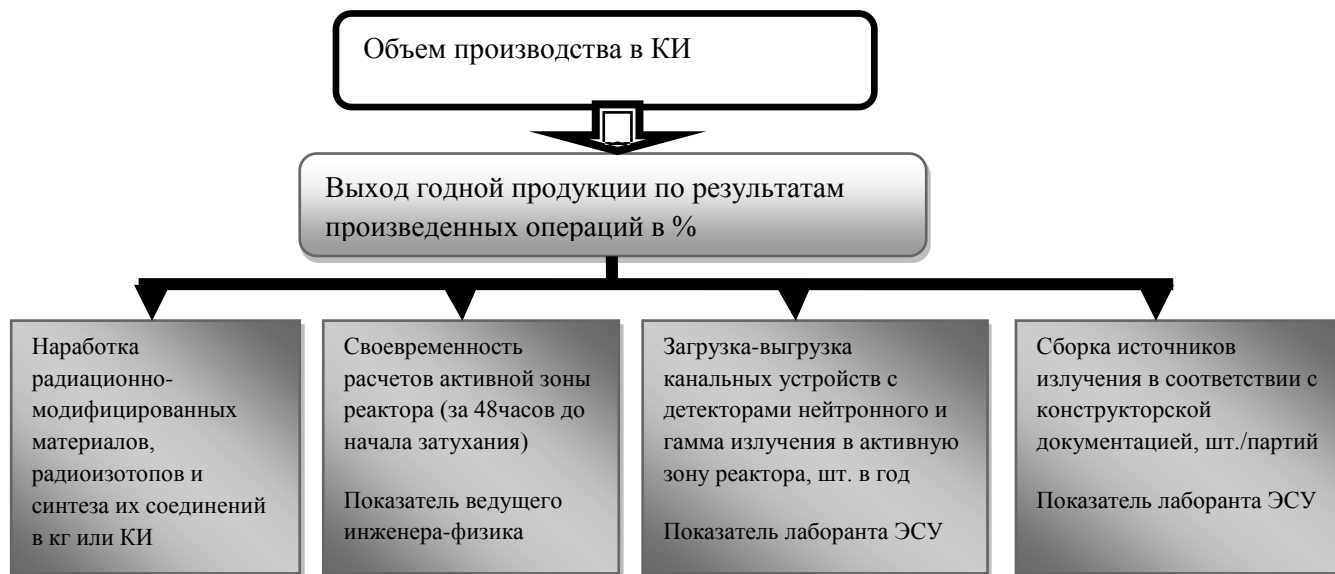 Объем производства в КИ
Выход годной продукции по результатам
произведенных операций в %
Наработка
радиационно-
модифицированных
материалов,
радиоизотопов и
синтеза их соединений
в кг или КИ
Своевременность
расчетов активной зоны
реактора (за 48часов до
начала затухания)
Показатель ведущего
инженера-физика
Загрузка-выгрузка
канальных устройств с
детекторами нейтронного и
гамма излучения в активную
зону реактора, шт. в год
Показатель лаборанта ЭСУ
Сборка источников
излучения в соответствии с
конструкторской
документацией, шт./партий
Показатель лаборанта ЭСУ